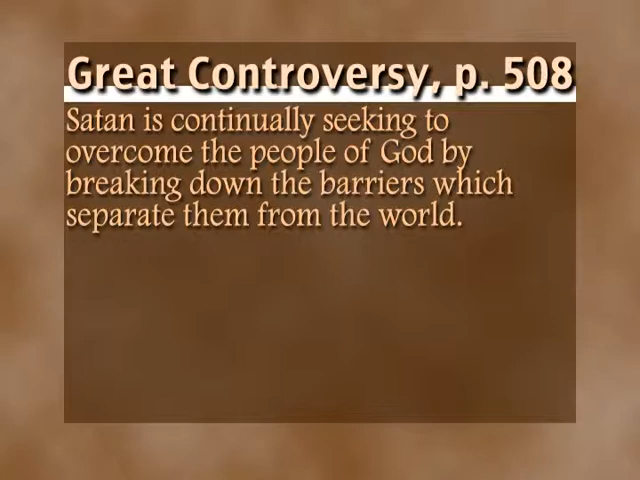 Great Controversy, p. 508
Satan is continually seeking to
overcome the people of God by
breaking down the barriers which
separate them from the world.